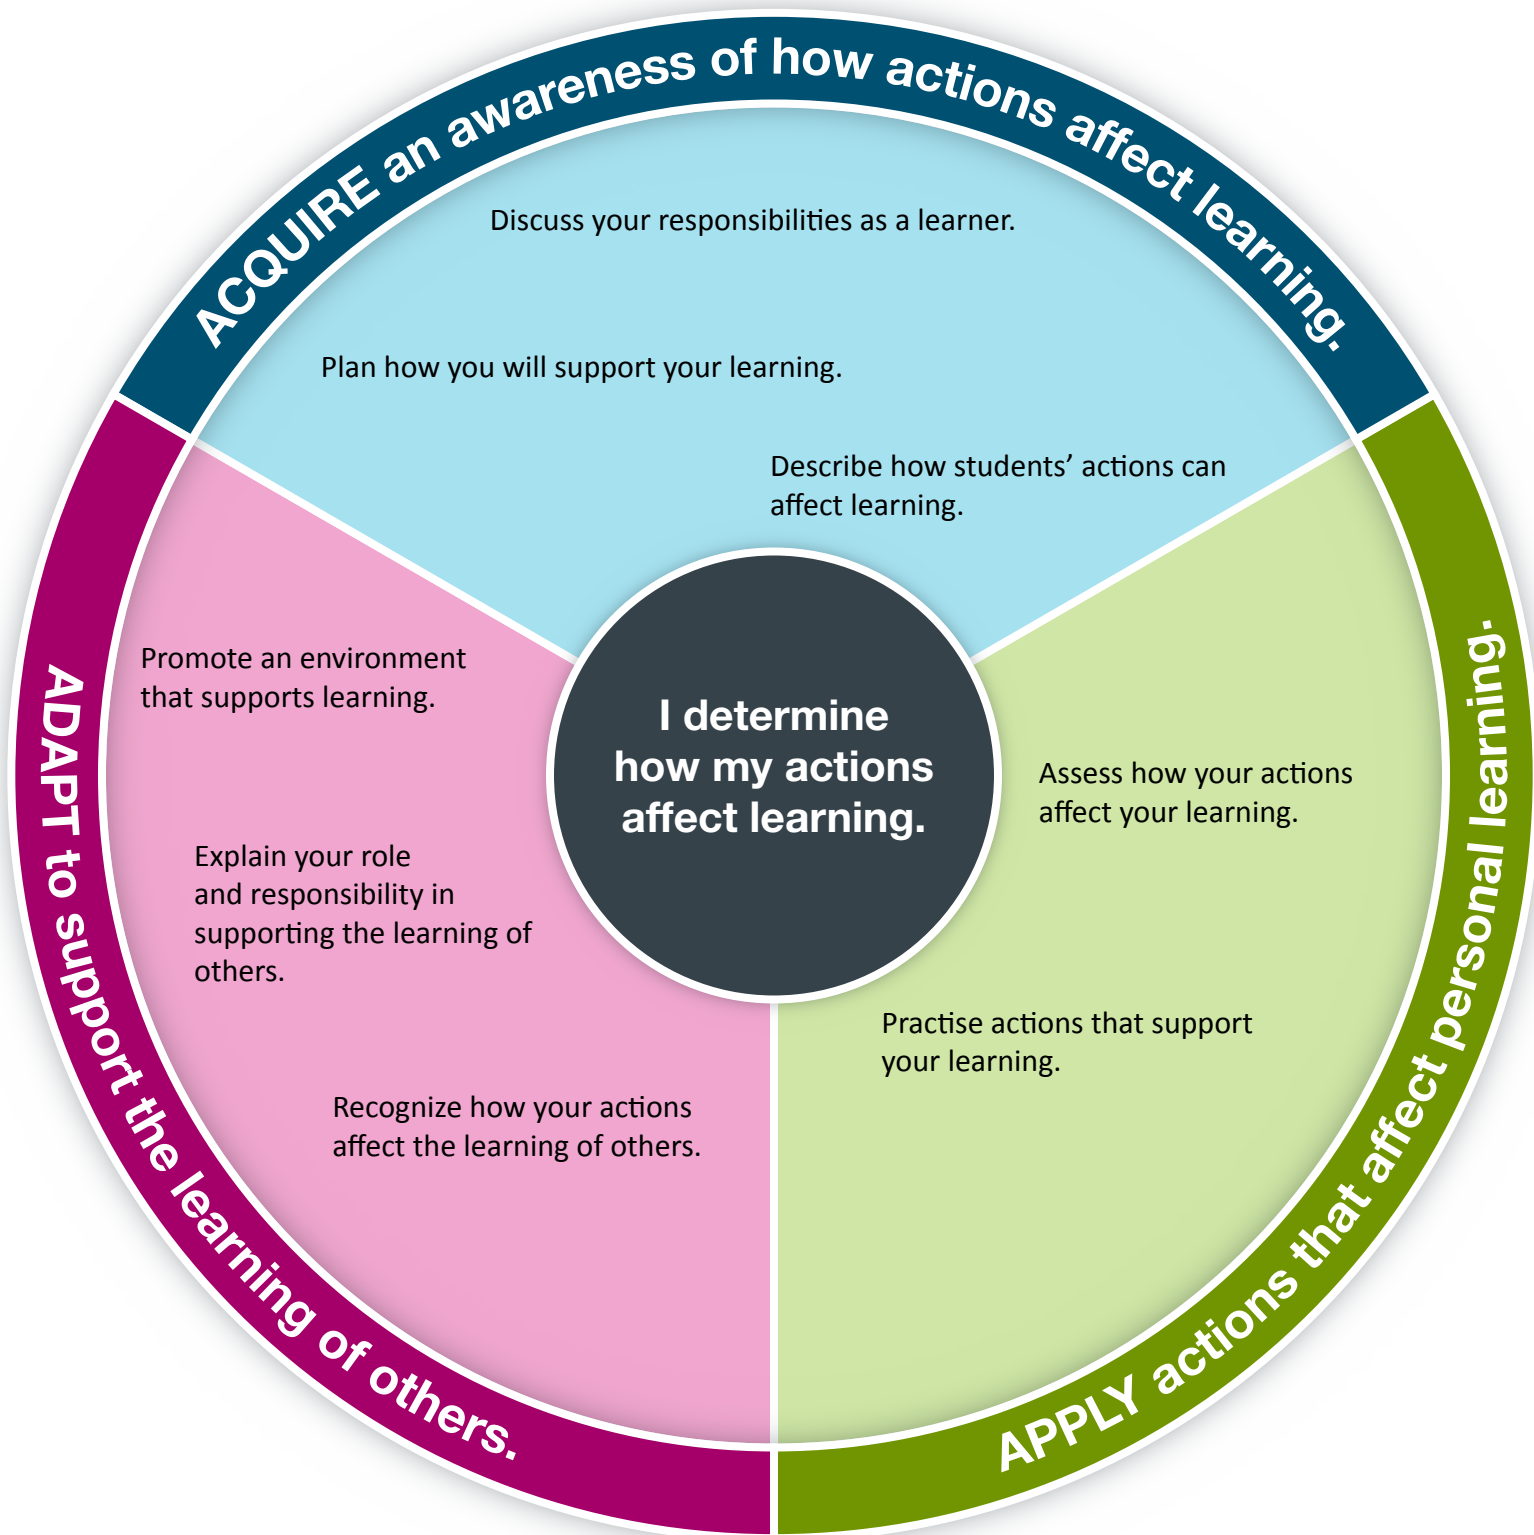 ACQUIRE an awareness of how actions affect learning.
Discuss your responsibilities as a learner.
Plan how you will support your learning.
Describe how students’ actions can
affect learning.
I determine
how my actions
affect learning.
APPLY actions that affect personal learning.
Assess how your actions
affect your learning.
Practise actions that support
your learning.
ADAPT to support the learning of others.
Promote an environment
that supports learning.
Explain your role
and responsibility in
supporting the learning of
others.
Recognize how your actions
affect the learning of others.